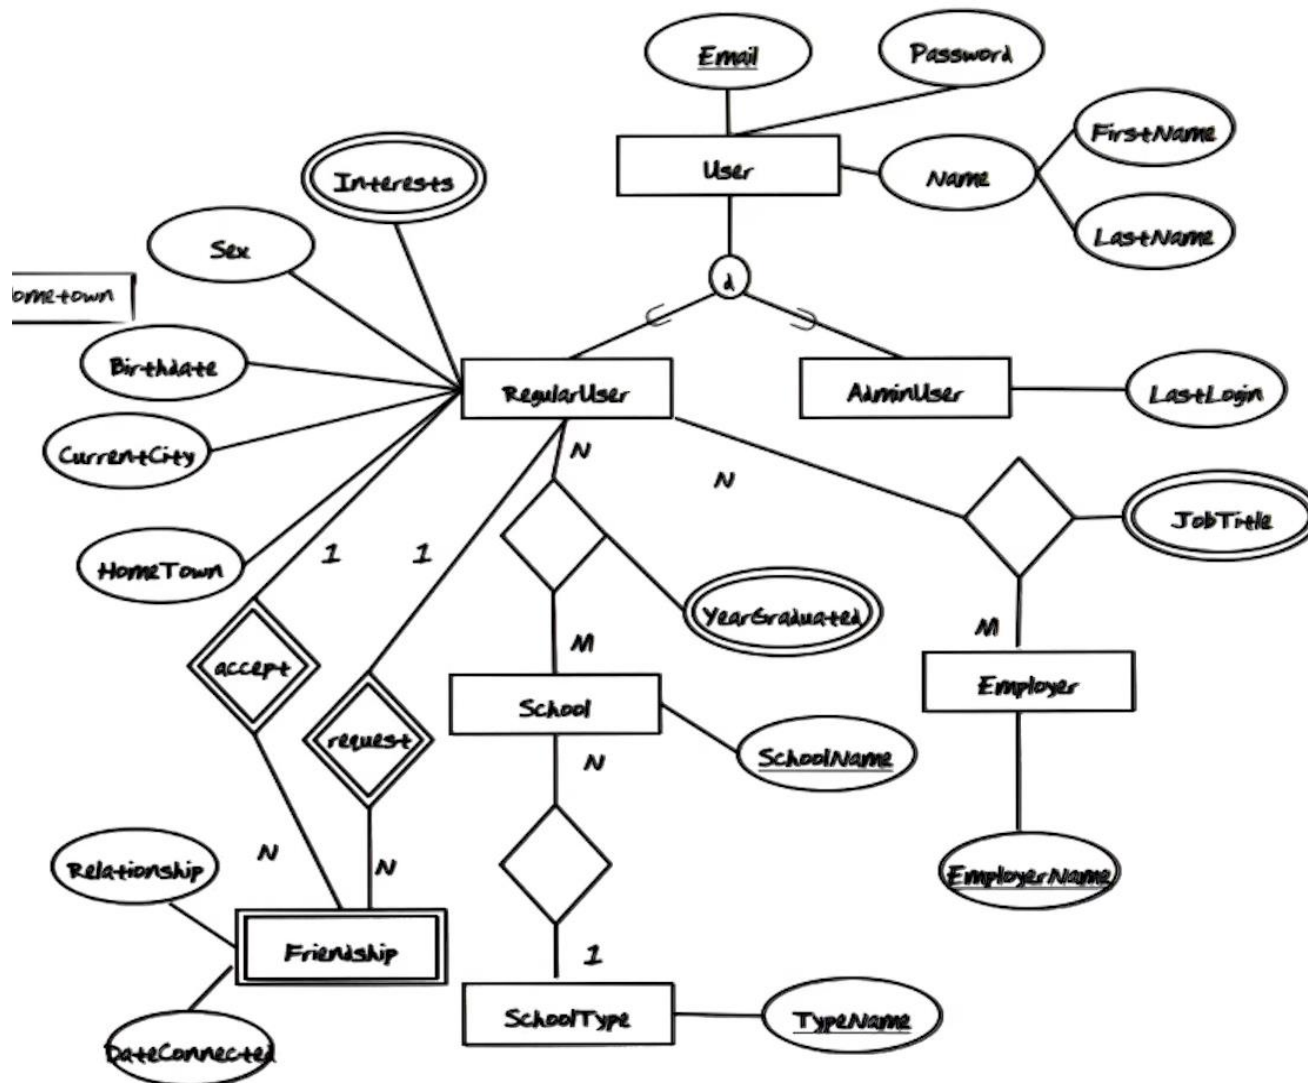 Email
Password
FirstName
User
Name
Interests
LastName
Sex
d
ometown
Birthdate
RegularUser
AdminUser
LastLogin
CurrentCity
N
N
JobTitle
HomeTown
1
1
YearGraduated
accept
M
M
Employer
School
request
SchoolName
N
N
N
Relationship
EmployerName
Friendship
1
SchoolType
TypeName
DateConnected